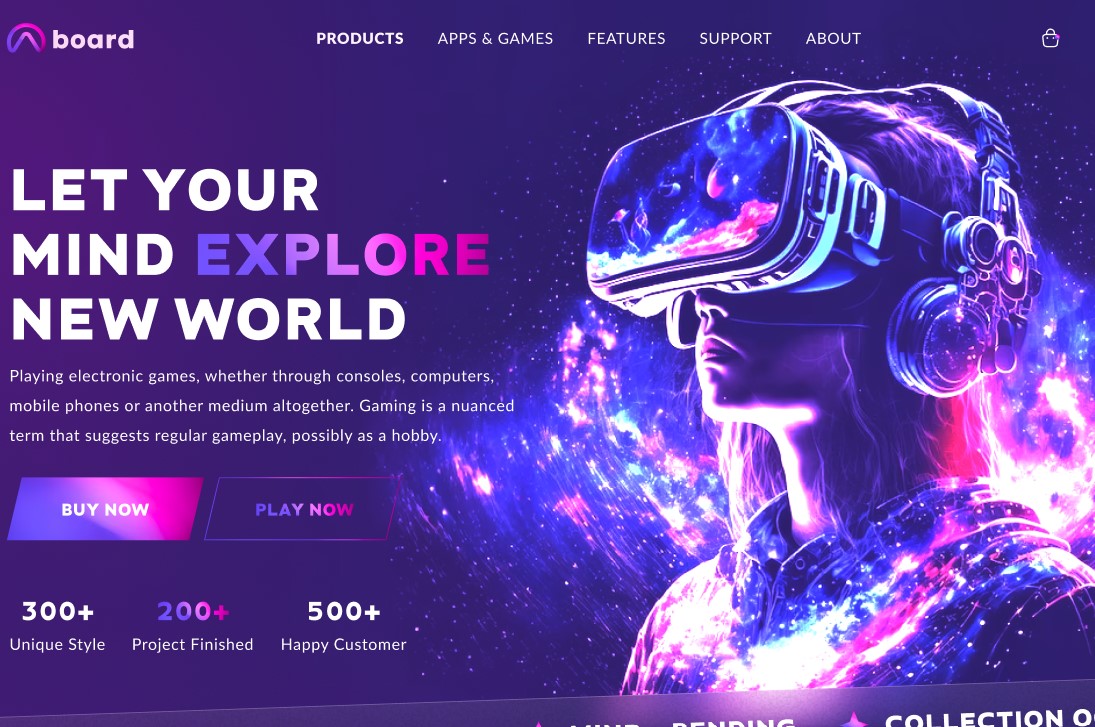 board
PRODUCTS
APPS & GAMES
FEATURES
SUPPORT
ABOUT
LET YOUR
MIND EXPLORE
NEW WORLD
Playing electronic games, whether through consoles, computers,
mobile phones or another medium altogether. Gaming is a nuanced
term that suggests regular gameplay, possibly as a hobby.
BUY NOW
PLAY NOW
300+
Unique Style
200+
Project Finished
500+
Happy Customer
COLLECTION